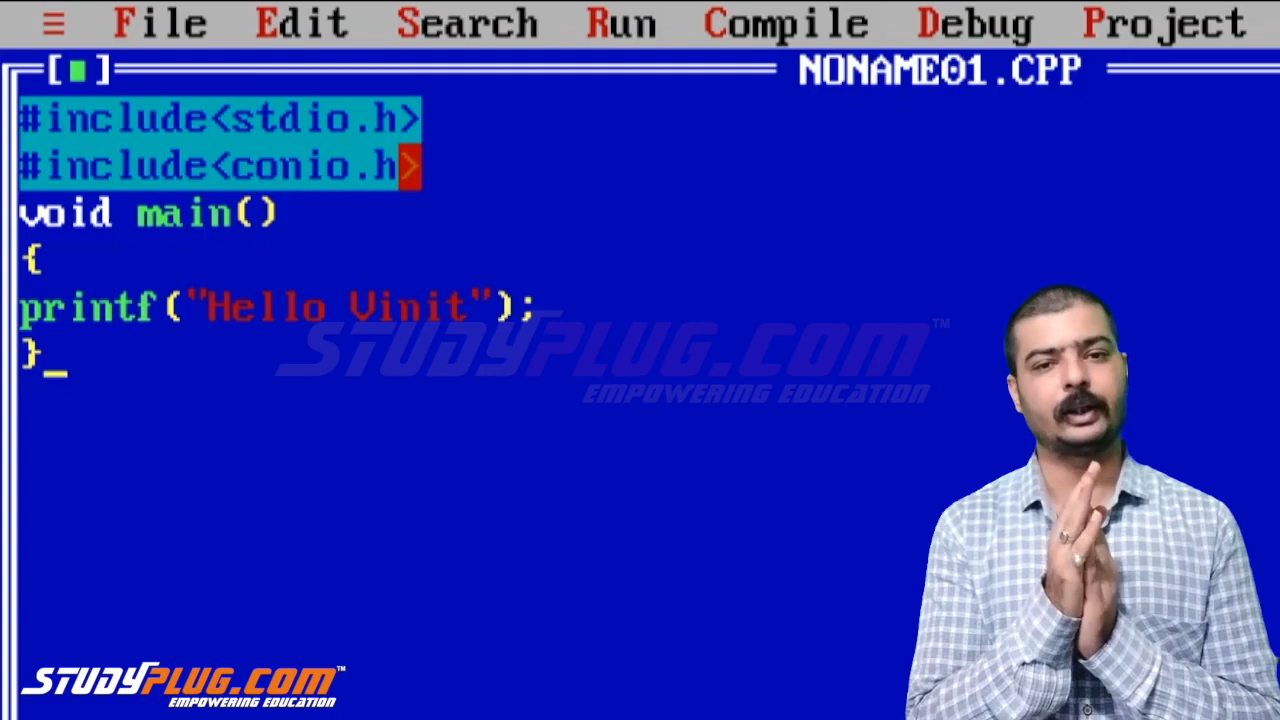 ≡ File Edit Search Run Compile Debug Project
[■] NONAME01.CPP
#include<stdio.h>
#include<conio.h>
void main()
{
printf("Hello Vinit");
}_
STUDYPLUG.COM™
EMPOWERING EDUCATION
STUDYPLUG.COM™
EMPOWERING EDUCATION